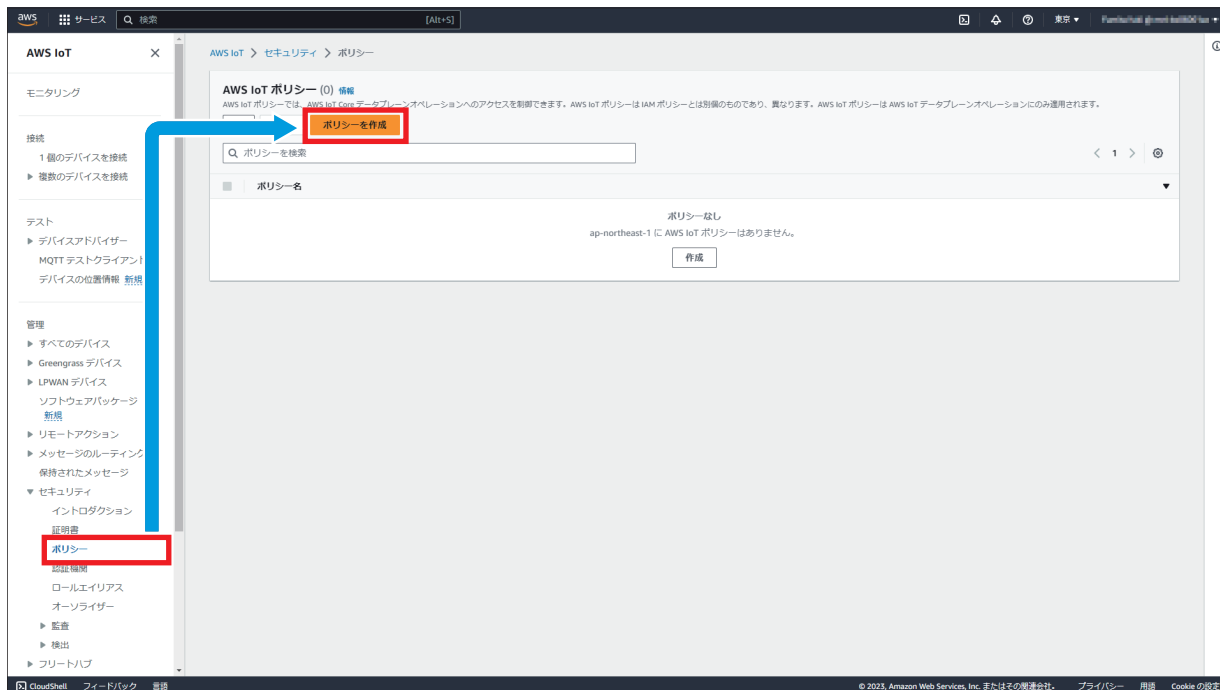 aws
サービス
検索
[Alt+S]
東京
AWS IoT
モニタリング
接続
1 個のデバイスを接続
複数のデバイスを接続
テスト
デバイスアドバイザー
MQTT テストクライアント
デバイスの位置情報 新規
管理
すべてのデバイス
Greengrass デバイス
LPWAN デバイス
ソフトウェアパッケージ
新規
リモートアクション
メッセージのルーティング
保持されたメッセージ
セキュリティ
イントロダクション
証明書
ポリシー
認証機関
ロールエイリアス
オーソライザー
監査
検出
フリートハブ
AWS IoT > セキュリティ > ポリシー
AWS IoT ポリシー (0) 情報
AWS IoT ポリシーでは、AWS IoT Core データプレーンオペレーションへのアクセスを制御できます。AWS IoT ポリシーは IAM ポリシーとは別個のものであり、異なります。AWS IoT ポリシーは AWS IoT データプレーンオペレーションにのみ適用されます。
ポリシーを作成
ポリシーを検索
1
ポリシー名
ポリシーなし
ap-northeast-1 に AWS IoT ポリシーはありません。
作成
CloudShell フィードバック 言語
© 2023, Amazon Web Services, Inc. またはその関連会社。 プライバシー 用語 Cookie の設定